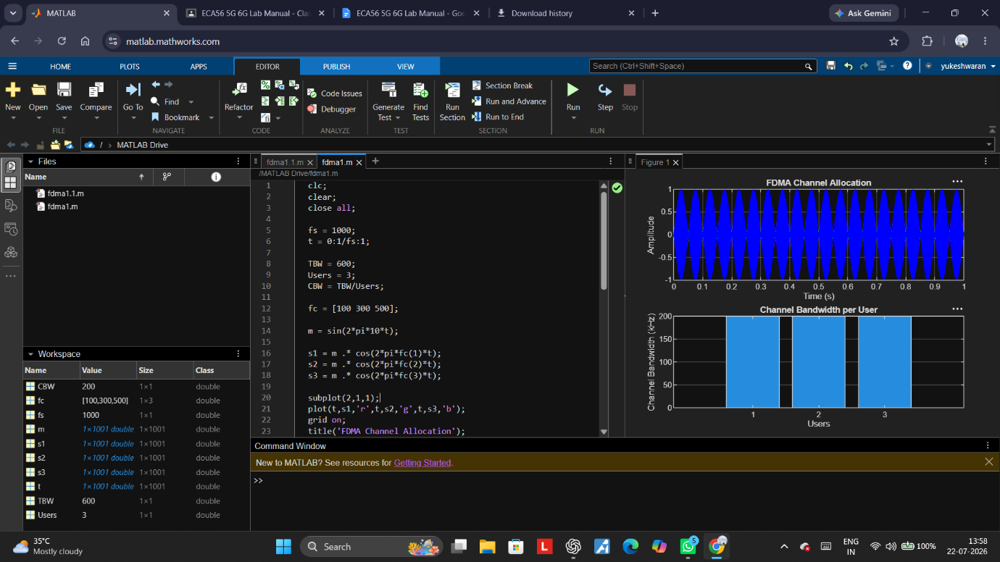 MATLAB
ECA56 5G 6G Lab Manual - Clas
ECA56 5G 6G Lab Manual - Goo
Download history
Ask Gemini
matlab.mathworks.com
HOME
PLOTS
APPS
EDITOR
PUBLISH
VIEW
Search (Ctrl+Shift+Space)
yukeshwaran
New
Open
Save
Compare
Go To
Find
Bookmark
Refactor
Code Issues
Debugger
Generate Test
Find Tests
Run Section
Section Break
Run and Advance
Run to End
Run
Step
Stop
FILE
NAVIGATE
CODE
ANALYZE
TEST
SECTION
RUN
/ > MATLAB Drive
Files
Name
fdma1.1.m
fdma1.m
Workspace
Name Value Size Class
CBW 200 1×1 double
fc [100,300,500] 1×3 double
fs 1000 1×1 double
m 1×1001 double 1×1001 double
s1 1×1001 double 1×1001 double
s2 1×1001 double 1×1001 double
s3 1×1001 double 1×1001 double
t 1×1001 double 1×1001 double
TBW 600 1×1 double
Users 3 1×1 double
fdma1.1.m
fdma1.m
/MATLAB Drive/fdma1.m
1 clc;
2 clear;
3 close all;
4
5 fs = 1000;
6 t = 0:1/fs:1;
7
8 TBW = 600;
9 Users = 3;
10 CBW = TBW/Users;
11
12 fc = [100 300 500];
13
14 m = sin(2*pi*10*t);
15
16 s1 = m .* cos(2*pi*fc(1)*t);
17 s2 = m .* cos(2*pi*fc(2)*t);
18 s3 = m .* cos(2*pi*fc(3)*t);
19
20 subplot(2,1,1);
21 plot(t,s1,'r',t,s2,'g',t,s3,'b');
22 grid on;
23 title('FDMA Channel Allocation');
Figure 1
FDMA Channel Allocation
Amplitude
1
0.5
0
-0.5
-1
0 0.1 0.2 0.3 0.4 0.5 0.6 0.7 0.8 0.9 1
Time (s)
Channel Bandwidth per User
Channel Bandwidth (kHz)
200
150
100
50
0
1 2 3
Users
Command Window
New to MATLAB? See resources for Getting Started.
>>
35°C
Mostly cloudy
Search
L
5
ENG
IN
100%
13:58
22-07-2026